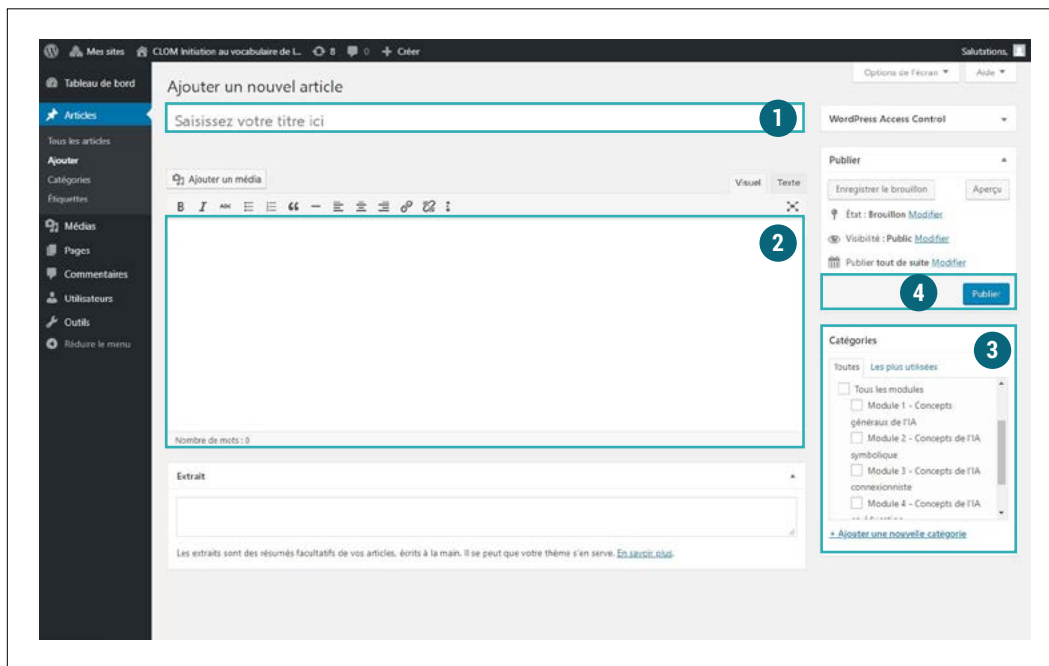 Mes sites CLOM Initiation au vocabulaire de l... 8 0 + Créer Salutations,
Tableau de bord
Articles
Tous les articles
Ajouter
Catégories
Étiquettes
Médias
Pages
Commentaires
Utilisateurs
Outils
Réduire le menu
Options de l'écran Aide
Ajouter un nouvel article
Saisissez votre titre ici
1
Ajouter un média
Visuel Texte
B I ABC
2
Nombre de mots : 0
Extrait
Les extraits sont des résumés facultatifs de vos articles, écrits à la main. Il se peut que votre thème s'en serve. En savoir plus.
WordPress Access Control
Publier
Enregistrer le brouillon Aperçu
État : Brouillon Modifier
Visibilité : Public Modifier
Publier tout de suite Modifier
4
Publier
Catégories
3
Toutes Les plus utilisées
Tous les modules
Module 1 - Concepts
généraux de l'IA
Module 2 - Concepts de l'IA
symbolique
Module 3 - Concepts de l'IA
connexionniste
Module 4 - Concepts de l'IA
+ Ajouter une nouvelle catégorie